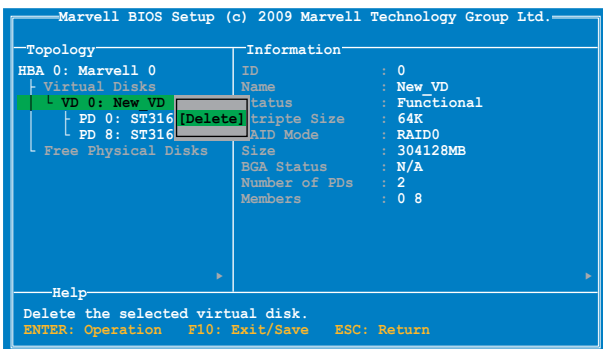 Marvell BIOS Setup (c) 2009 Marvell Technology Group Ltd.
Topology
HBA 0: Marvell 0
Virtual Disks
VD 0: New_VD
PD 0: ST316
PD 8: ST316
Free Physical Disks
[Delete]
Information
ID : 0
Name : New_VD
tatus : Functional
tripte Size : 64K
AID Mode : RAID0
Size : 304128MB
BGA Status : N/A
Number of PDs : 2
Members : 0 8
Help
Delete the selected virtual disk.
ENTER: Operation F10: Exit/Save ESC: Return